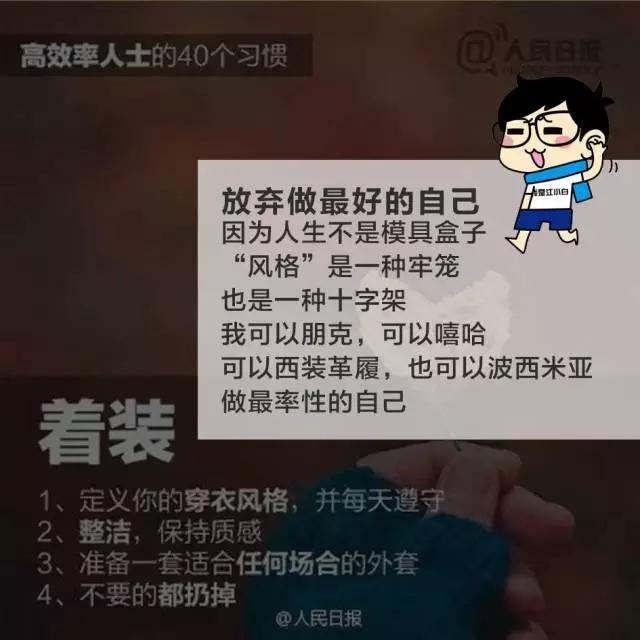 高效率人士的40个习惯
@人民日报
我是江小白
放弃做最好的自己
因为人生不是模具盒子
“风格”是一种牢笼
也是一种十字架
我可以朋克，可以嘻哈
可以西装革履，也可以波西米亚
做最率性的自己
着装
1、定义你的穿衣风格，并每天遵守
2、整洁，保持质感
3、准备一套适合任何场合的外套
4、不要的都扔掉
@人民日报